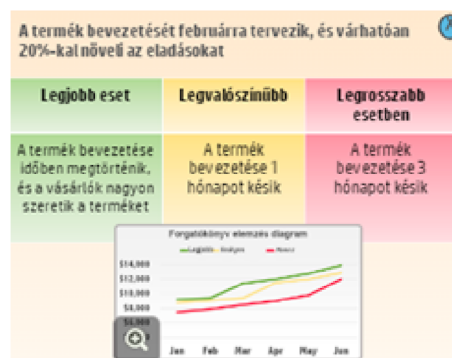 A termék bevezetését februárra tervezik, és várhatóan
20%-kal növeli az eladásokat
Legjobb eset
Legvalószínűbb
Legrosszabb
esetben
A termék bevezetése
időben megtörténik,
és a vásárlók nagyon
szeretik a terméket
A termék
bevezetése 1
hónapot késik
A termék
bevezetése 3
hónapot késik
Forgatókönyv elemzés diagram
Legjobb
$14,000
$12,000
$10,000
$8,000
Jan Feb Mar Apr May Jun